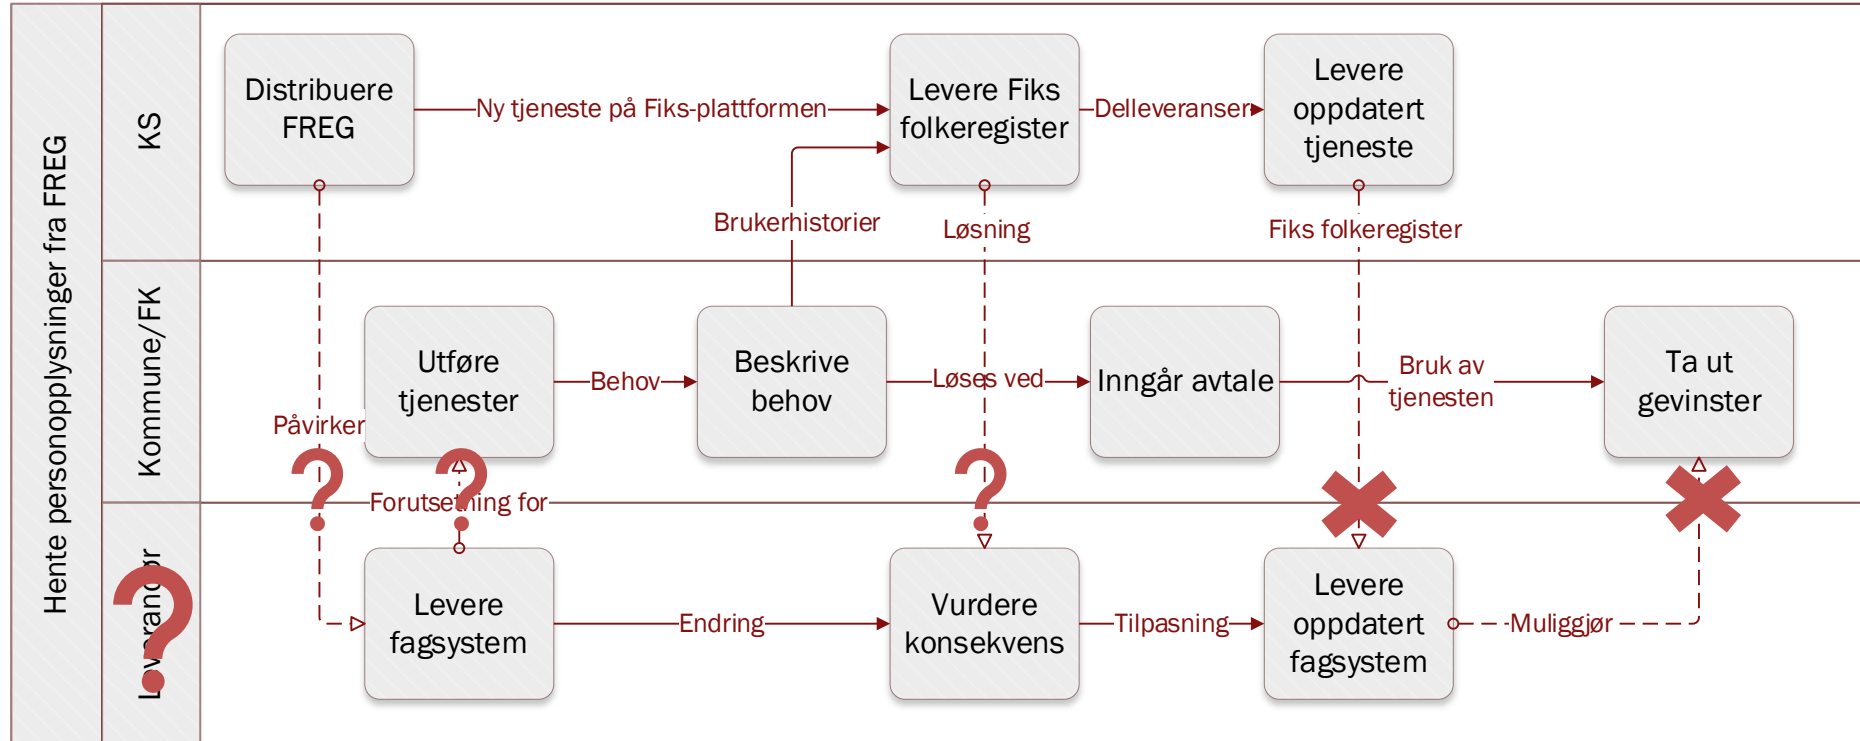 Hente personopplysninger fra FREG
KS
Distribuere
FREG
Ny tjeneste på Fiks-plattformen
Levere Fiks
folkeregister
Delleveranser
Levere
oppdatert
tjeneste
Brukerhistorier
Løsning
Fiks folkeregister
Kommune/FK
Utføre
tjenester
Behov
Beskrive
behov
Løses ved
Inngår avtale
Bruk av
tjenesten
Ta ut
gevinster
Påvirker
?
?
?
Forutsetning for
Leverandør
?
Levere
fagsystem
Endring
Vurdere
konsekvens
Tilpasning
Levere
oppdatert
fagsystem
Muliggjør